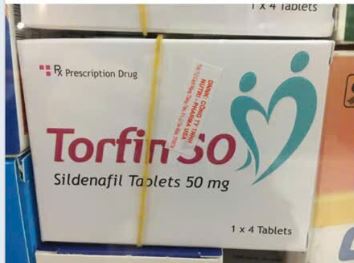 1 x 4 Tablets
Rx Prescription Drug
Torfin 50
Sildenafil Tablets 50 mg
1 x 4 Tablets